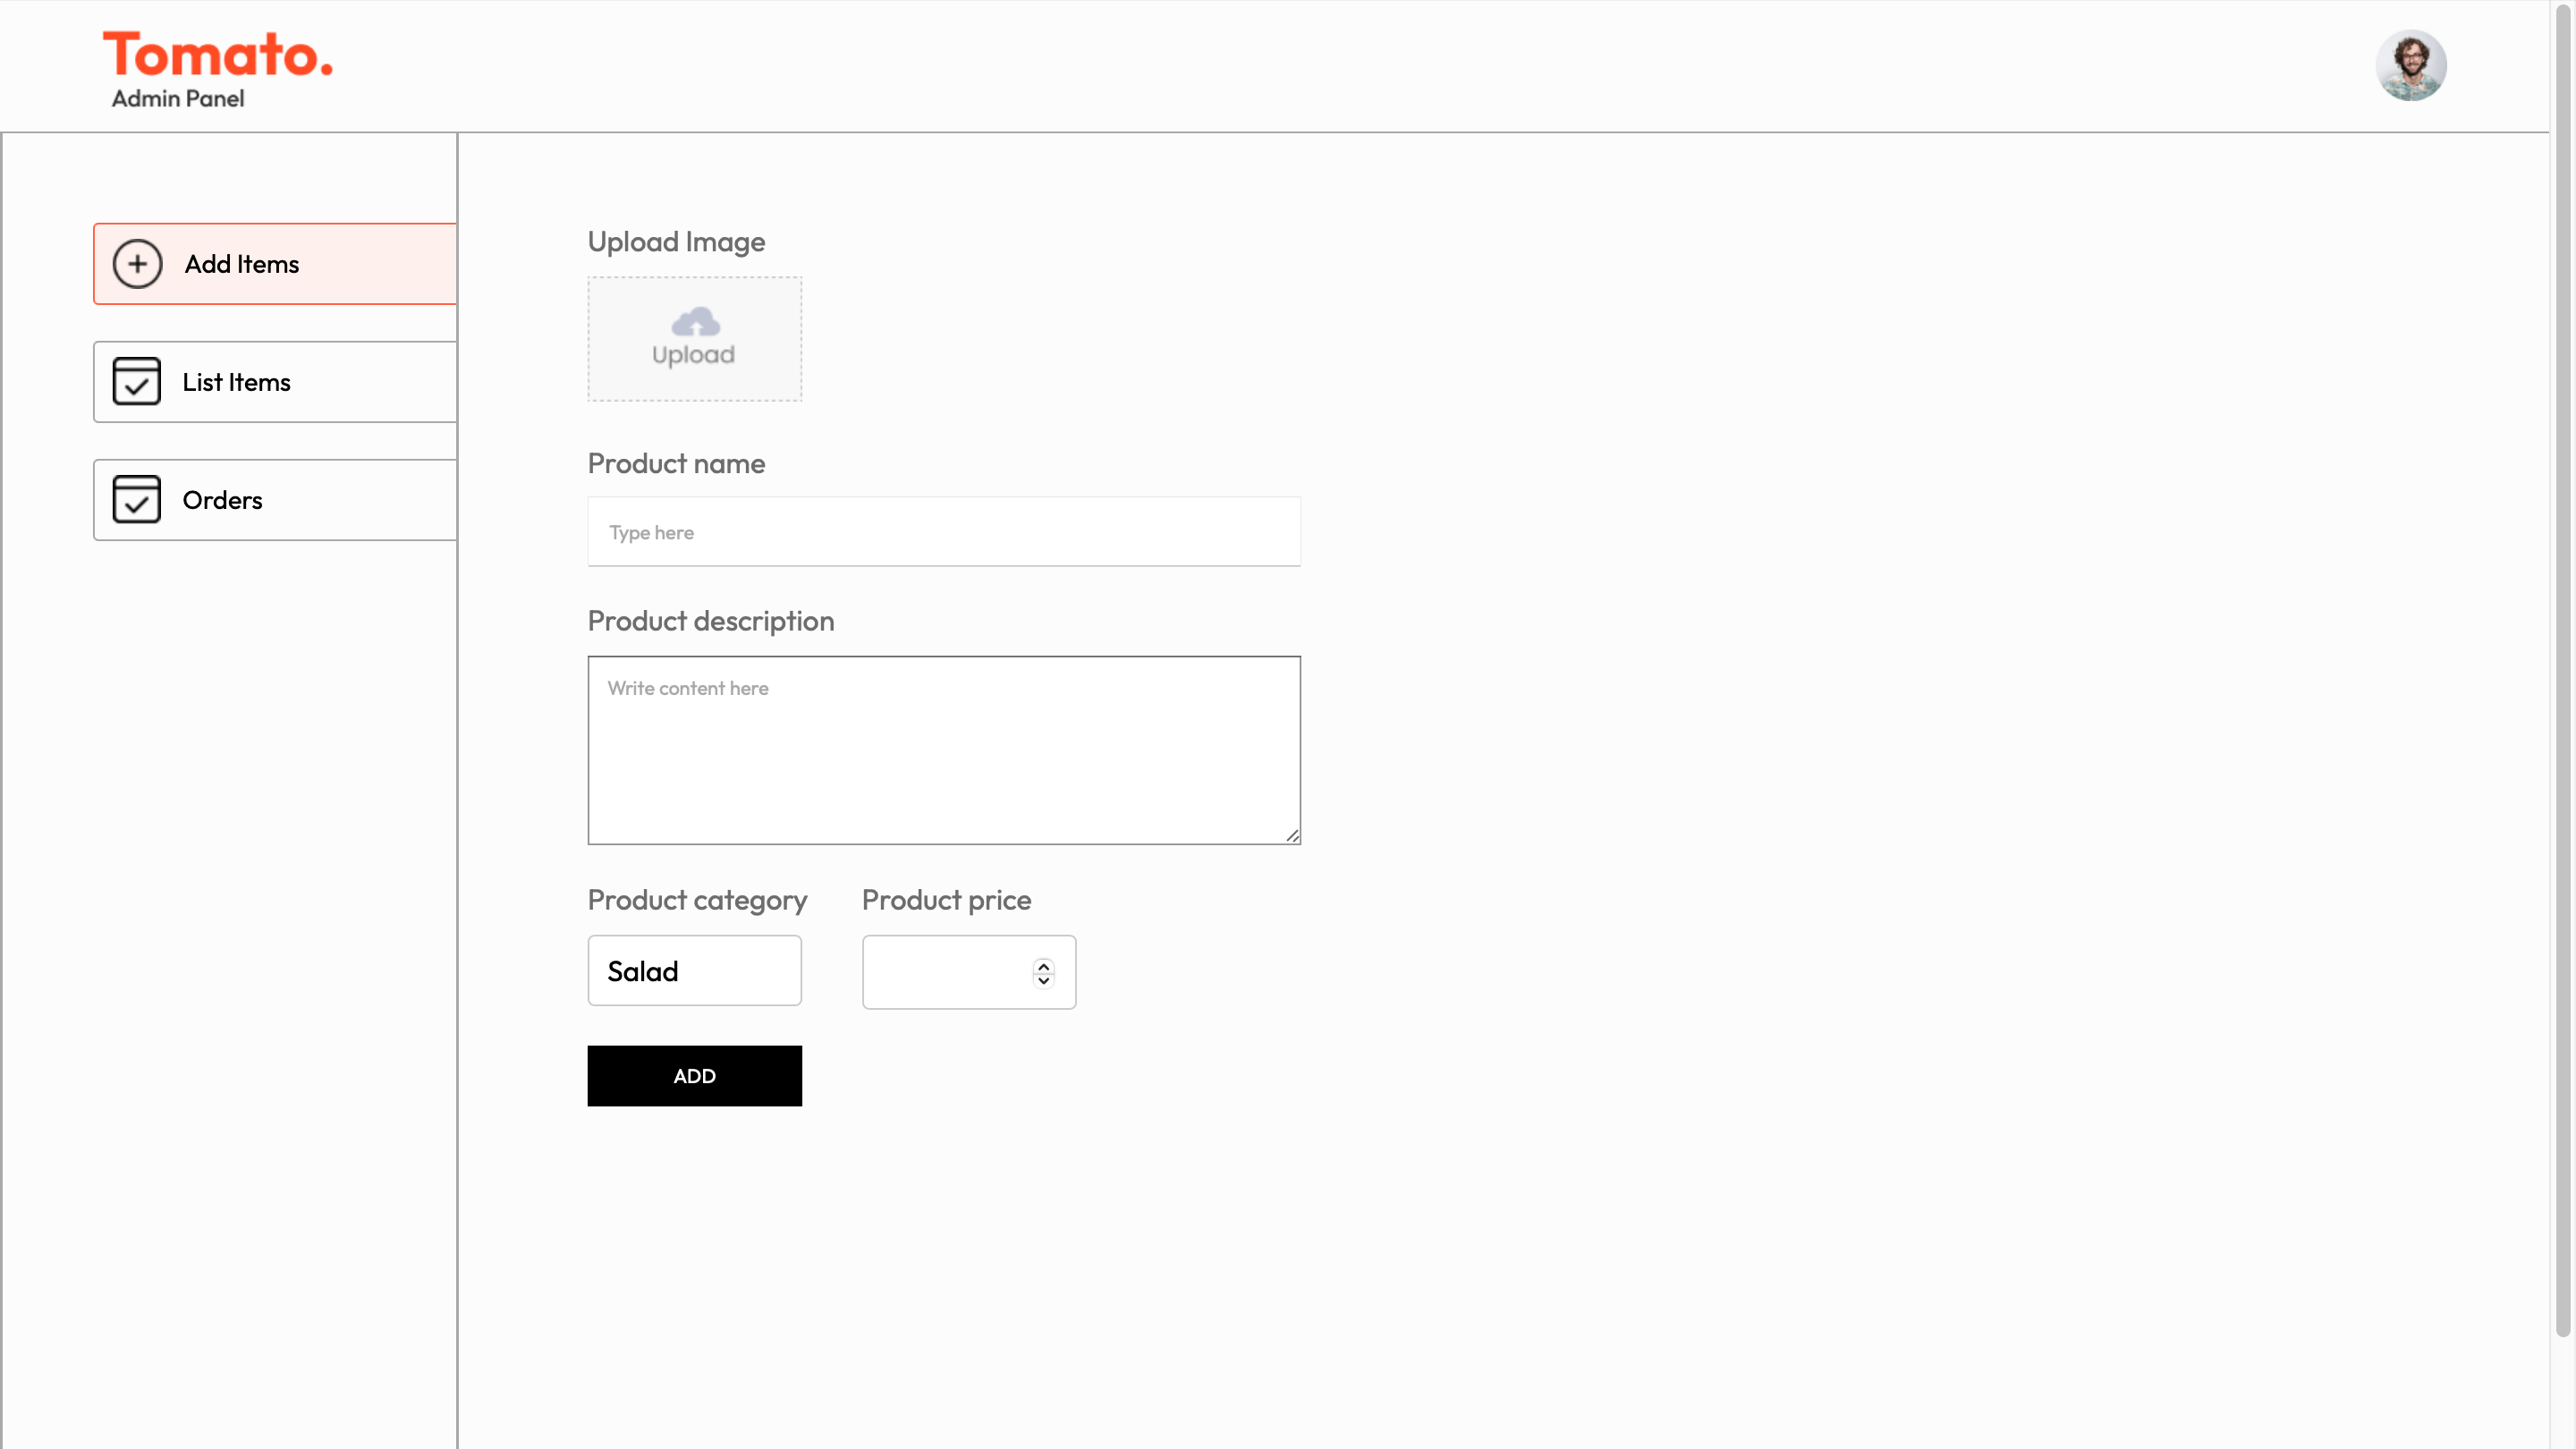 Tomato.
Admin Panel
Add Items
List Items
Orders
Upload Image
Upload
Product name
Type here
Product description
Write content here
Product category
Product price
Salad
ADD